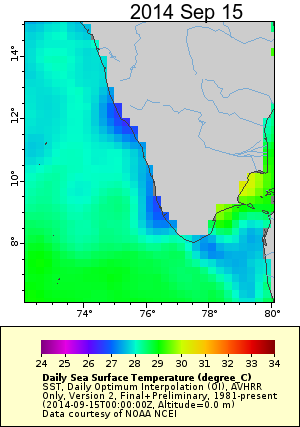 2014 Sep 15
14°
12°
10°
8°
74° 76° 78° 80°
24 25 26 27 28 29 30 31 32 33 34
Daily Sea Surface Temperature (degree_C)
SST, Daily Optimum Interpolation (OI), AVHRR
Only, Version 2, Final+Preliminary, 1981-present
(2014-09-15T00:00:00Z, Altitude=0.0 m)
Data courtesy of NOAA NCEI